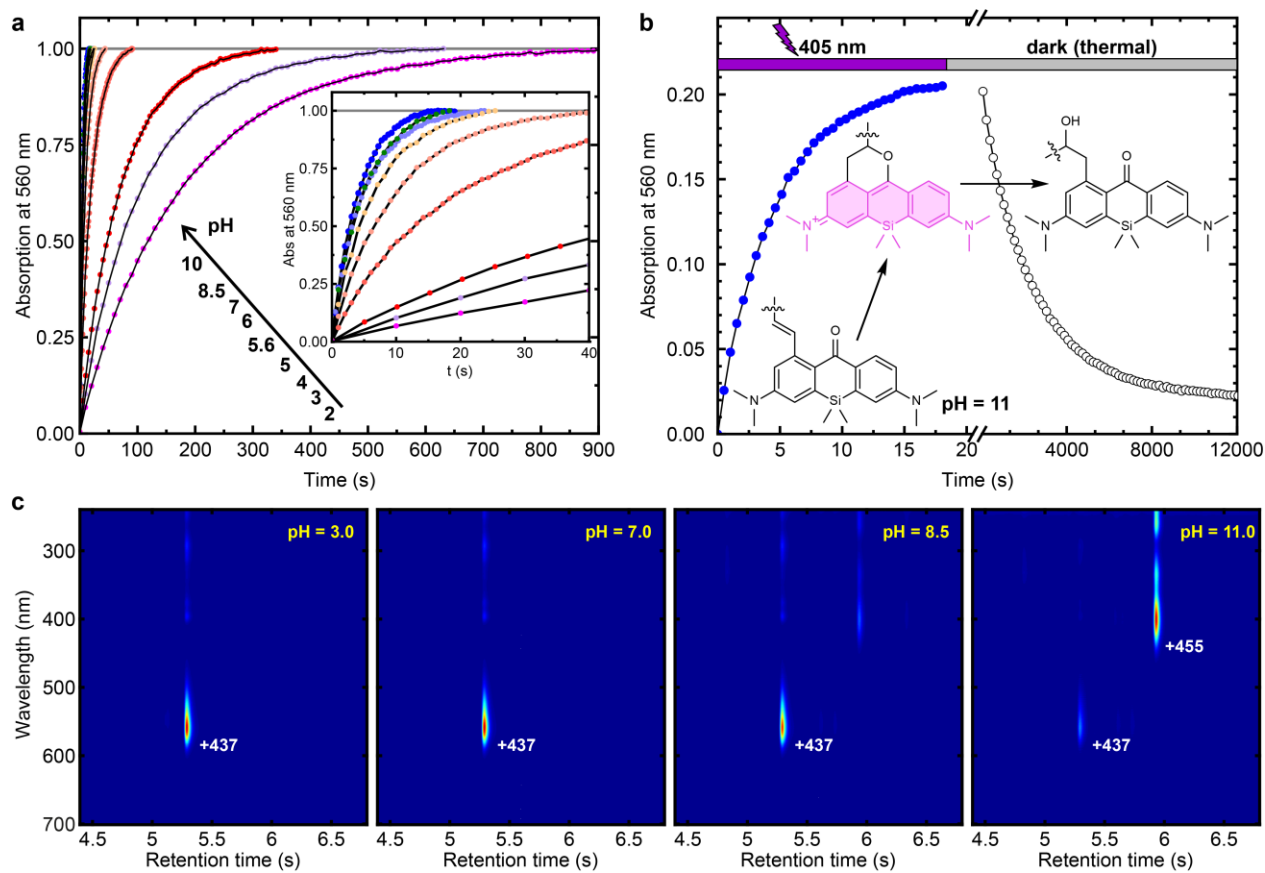 a
Absorption at 560 nm
1.00
0.75
0.50
0.25
0.00
0 100 200 300 400 500 600 700 800 900
Time (s)
pH
10
8.5
7
6
5.6
5
4
3
2
Abs at 560 nm
1.00
0.75
0.50
0.25
0.00
0 10 20 30 40
t (s)
b
405 nm
dark (thermal)
Absorption at 560 nm
0.20
0.15
0.10
0.05
0.00
0 5 10 15 20 4000 8000 12000
Time (s)
O
N+
Si
N
OH
O
N
Si
N
O
N
Si
N
pH = 11
c
Wavelength (nm)
300
400
500
600
700
pH = 3.0
+437
4.5 5 5.5 6 6.5
Retention time (s)
pH = 7.0
+437
4.5 5 5.5 6 6.5
Retention time (s)
pH = 8.5
+437
4.5 5 5.5 6 6.5
Retention time (s)
pH = 11.0
+455
4.5 5 5.5 6 6.5
Retention time (s)